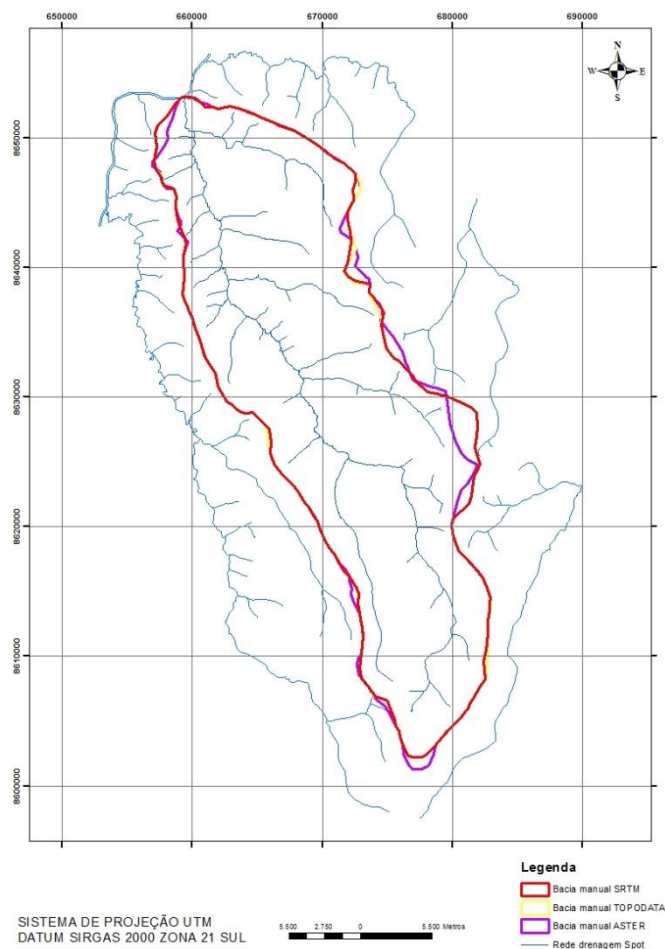 650000 660000 670000 680000 690000
N
W E
S
8650000
8640000
8630000
8620000
8610000
8600000
Legenda
Bacia manual SRTM
Bacia manual TOPODATA
Bacia manual ASTER
Rede drenagem Spot
SISTEMA DE PROJEÇÃO UTM
DATUM SIRGAS 2000 ZONA 21 SUL
5.500 2.750 0 5.500 Metros